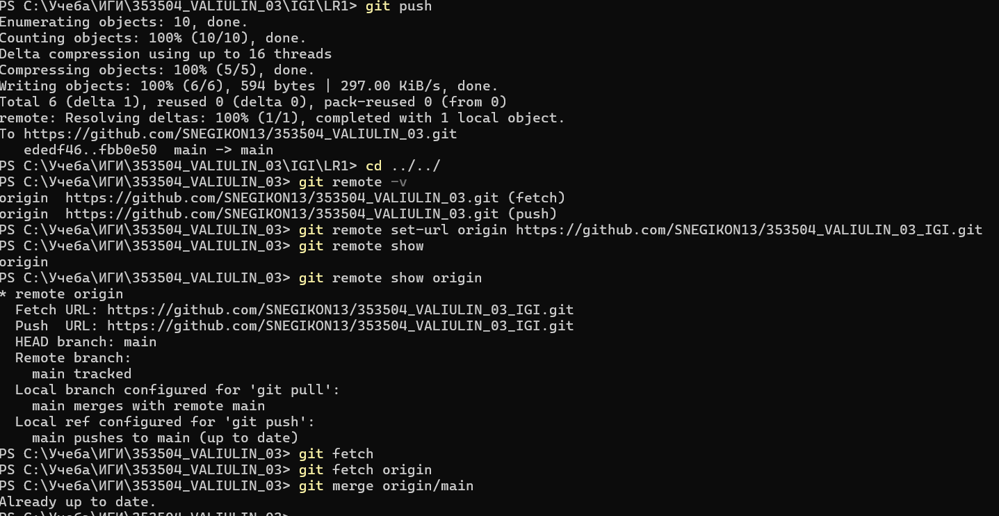 PS C:\Учеба\ИГИ\353504_VALIULIN_03\IGI\LR1> git push
Enumerating objects: 10, done.
Counting objects: 100% (10/10), done.
Delta compression using up to 16 threads
Compressing objects: 100% (5/5), done.
Writing objects: 100% (6/6), 594 bytes | 297.00 KiB/s, done.
Total 6 (delta 1), reused 0 (delta 0), pack-reused 0 (from 0)
remote: Resolving deltas: 100% (1/1), completed with 1 local object.
To https://github.com/SNEGIKON13/353504_VALIULIN_03.git
   ededf46..fbb0e50  main -> main
PS C:\Учеба\ИГИ\353504_VALIULIN_03\IGI\LR1> cd ../../
PS C:\Учеба\ИГИ\353504_VALIULIN_03> git remote -v
origin  https://github.com/SNEGIKON13/353504_VALIULIN_03.git (fetch)
origin  https://github.com/SNEGIKON13/353504_VALIULIN_03.git (push)
PS C:\Учеба\ИГИ\353504_VALIULIN_03> git remote set-url origin https://github.com/SNEGIKON13/353504_VALIULIN_03_IGI.git
PS C:\Учеба\ИГИ\353504_VALIULIN_03> git remote show
origin
PS C:\Учеба\ИГИ\353504_VALIULIN_03> git remote show origin
* remote origin
  Fetch URL: https://github.com/SNEGIKON13/353504_VALIULIN_03_IGI.git
  Push  URL: https://github.com/SNEGIKON13/353504_VALIULIN_03_IGI.git
  HEAD branch: main
  Remote branch:
    main tracked
  Local branch configured for 'git pull':
    main merges with remote main
  Local ref configured for 'git push':
    main pushes to main (up to date)
PS C:\Учеба\ИГИ\353504_VALIULIN_03> git fetch
PS C:\Учеба\ИГИ\353504_VALIULIN_03> git fetch origin
PS C:\Учеба\ИГИ\353504_VALIULIN_03> git merge origin/main
Already up to date.
PS C:\Учеба\ИГИ\353504_VALIULIN_03>